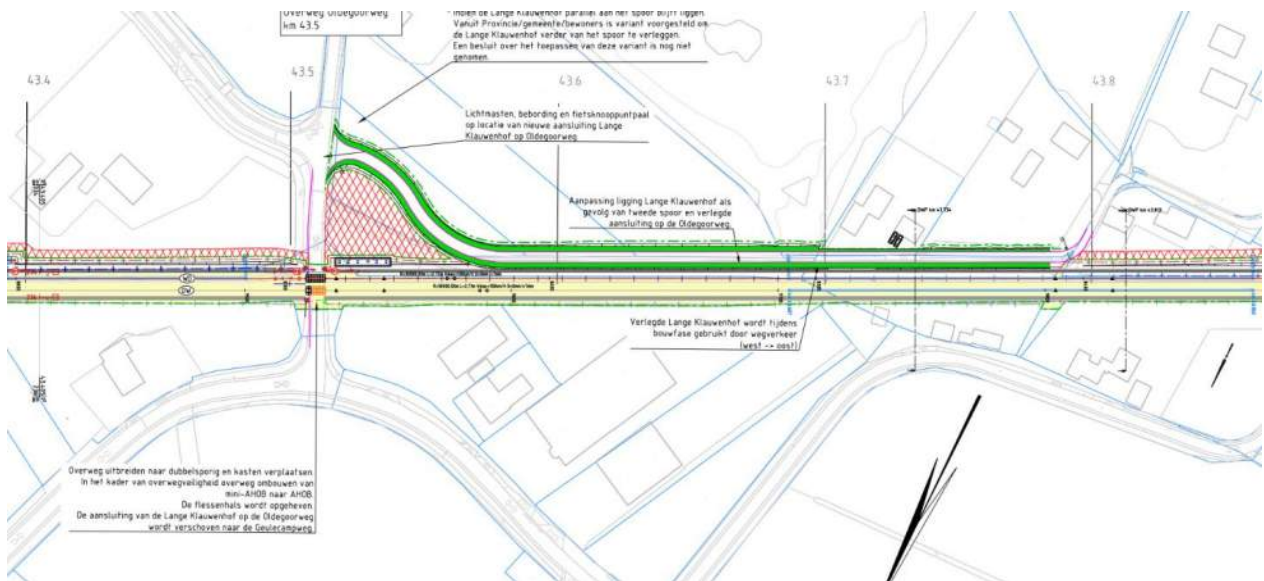 Overweg Oldegoorweg
km 43.5
indien de Lange Klauwenhof parallel aan het spoor blijft liggen.
Vanuit Provincie/gemeente/bewoners is variant voorgesteld om
de Lange Klauwenhof verder van het spoor te verleggen.
Een besluit over het toepassen van deze variant is nog niet
genomen.
43.4
43.5
43.6
43.7
43.8
Lichtmasten, bebording en fietsknooppuntpaal
op locatie van nieuwe aansluiting Lange
Klauwenhof op Oldegoorweg.
Aanpassing ligging Lange Klauwenhof als
gevolg van tweede spoor en verlegde
aansluiting op de Oldegoorweg.
Verlegde Lange Klauwenhof wordt tijdens
bouwfase gebruikt door wegverkeer
(west -> oost)
Overweg uitbreiden naar dubbelsporig en kasten verplaatsen.
In het kader van overwegveiligheid overweg ombouwen van
mini-AHOB naar AHOB.
De flessenhals wordt opgeheven.
De aansluiting van de Lange Klauwenhof op de Oldegoorweg
wordt verschoven naar de Geulecampweg.